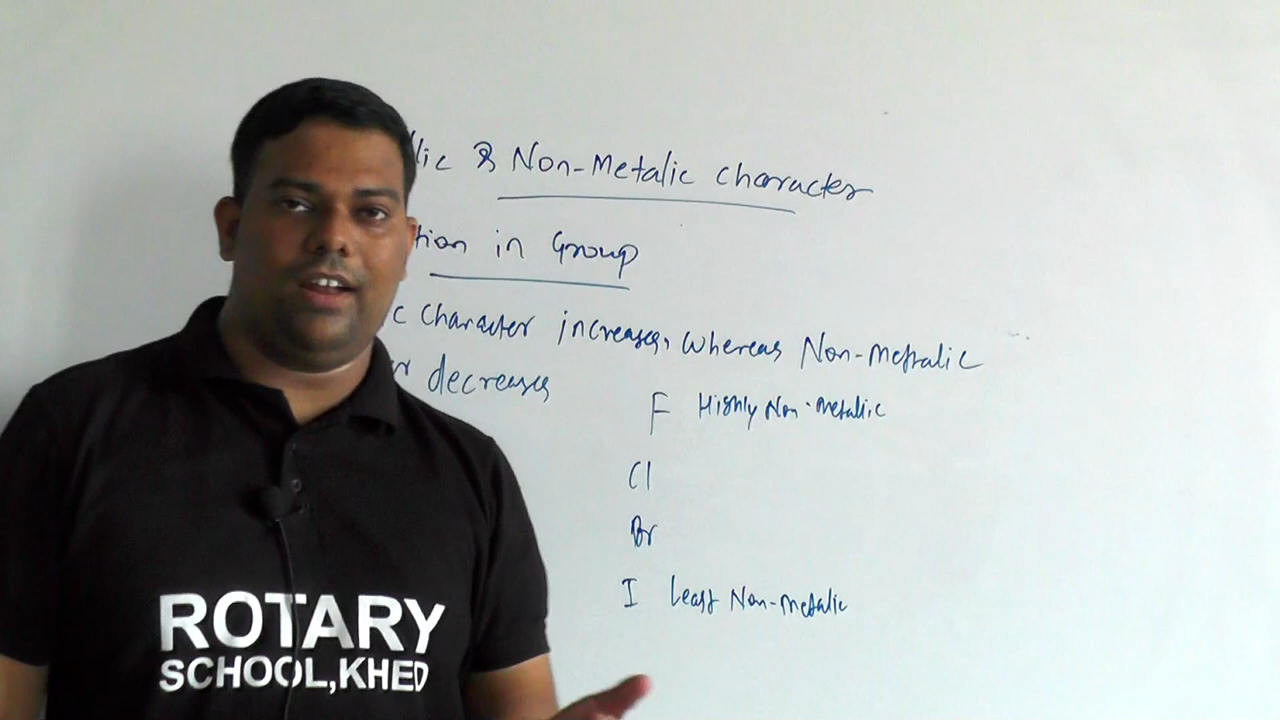 llic & Non-Metalic character
tion in Group
c character increases, whereas Non-metalic
r decreases
F Highly Non-metalic
Cl
Br
I least Non-metalic
ROTARY
SCHOOL,KHED